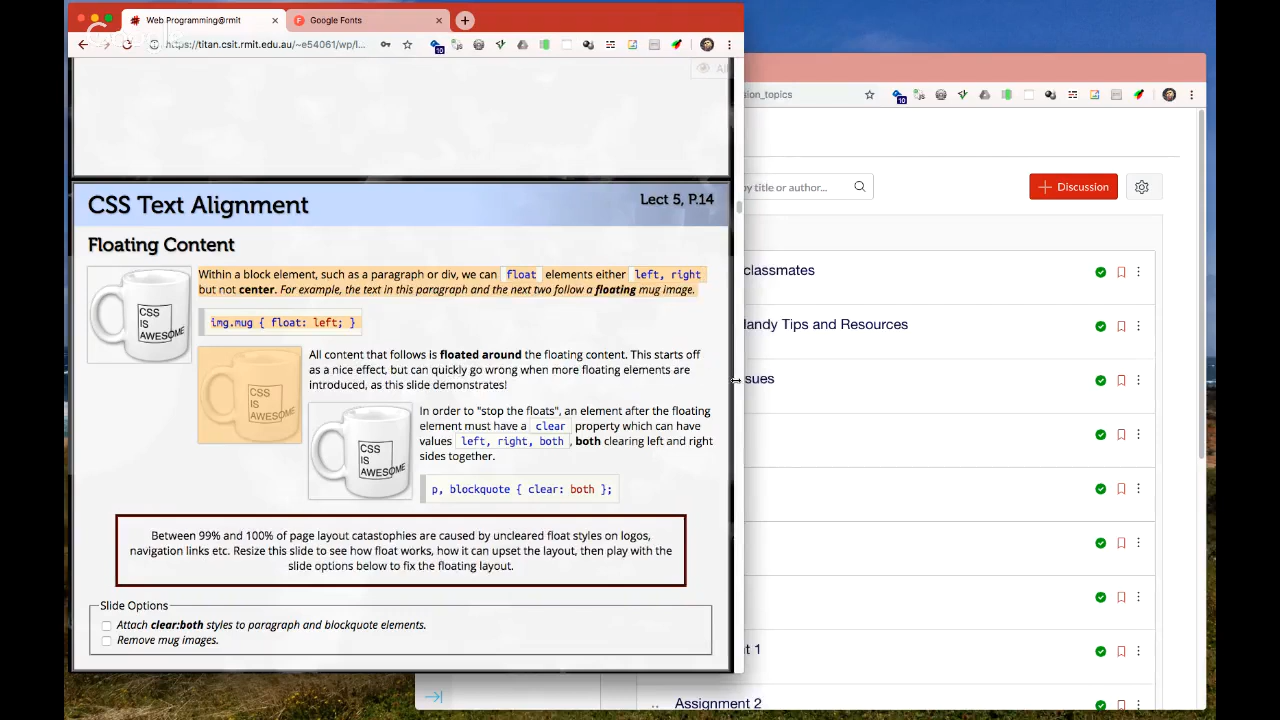 Web Programming@rmit
Google Fonts
https://titan.csit.rmit.edu.au/~e54061/wp/l...
10
All
CSS Text Alignment
Lect 5, P.14
Floating Content
Within a block element, such as a paragraph or div, we can float elements either left, right
but not center. For example, the text in this paragraph and the next two follow a floating mug image.
CSS
IS
AWESOME
img.mug { float: left; }
All content that follows is floated around the floating content. This starts off
as a nice effect, but can quickly go wrong when more floating elements are
introduced, as this slide demonstrates!
CSS
IS
AWESOME
In order to "stop the floats", an element after the floating
element must have a clear property which can have
values left, right, both, both clearing left and right
sides together.
CSS
IS
AWESOME
p, blockquote { clear: both };
Between 99% and 100% of page layout catastophies are caused by uncleared float styles on logos,
navigation links etc. Resize this slide to see how float works, how it can upset the layout, then play with the
slide options below to fix the floating layout.
Slide Options
Attach clear:both styles to paragraph and blockquote elements.
Remove mug images.
sion_topics
10
by title or author...
Discussion
classmates
Handy Tips and Resources
sues
t 1
Assignment 2